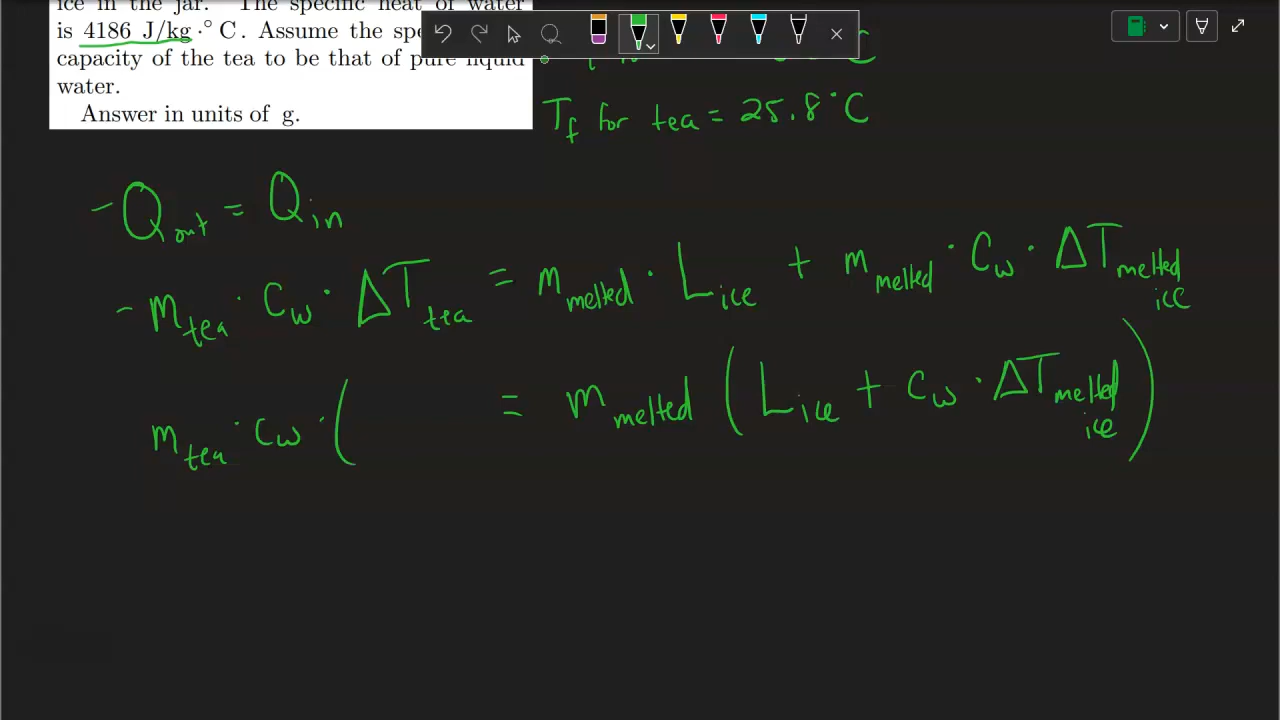 ice in the jar. The specific heat of water
is 4186 J/kg · ° C. Assume the spe
capacity of the tea to be that of pure liquid
water.
Answer in units of g.
C
T_f for tea = 25.8°C
-Q_out = Q_in
-m_tea · C_w · ΔT_tea = m_melted · L_ice + m_melted · C_w · ΔT_melted ice
m_tea · C_w · ( = m_melted (L_ice + C_w · ΔT_melted ice)